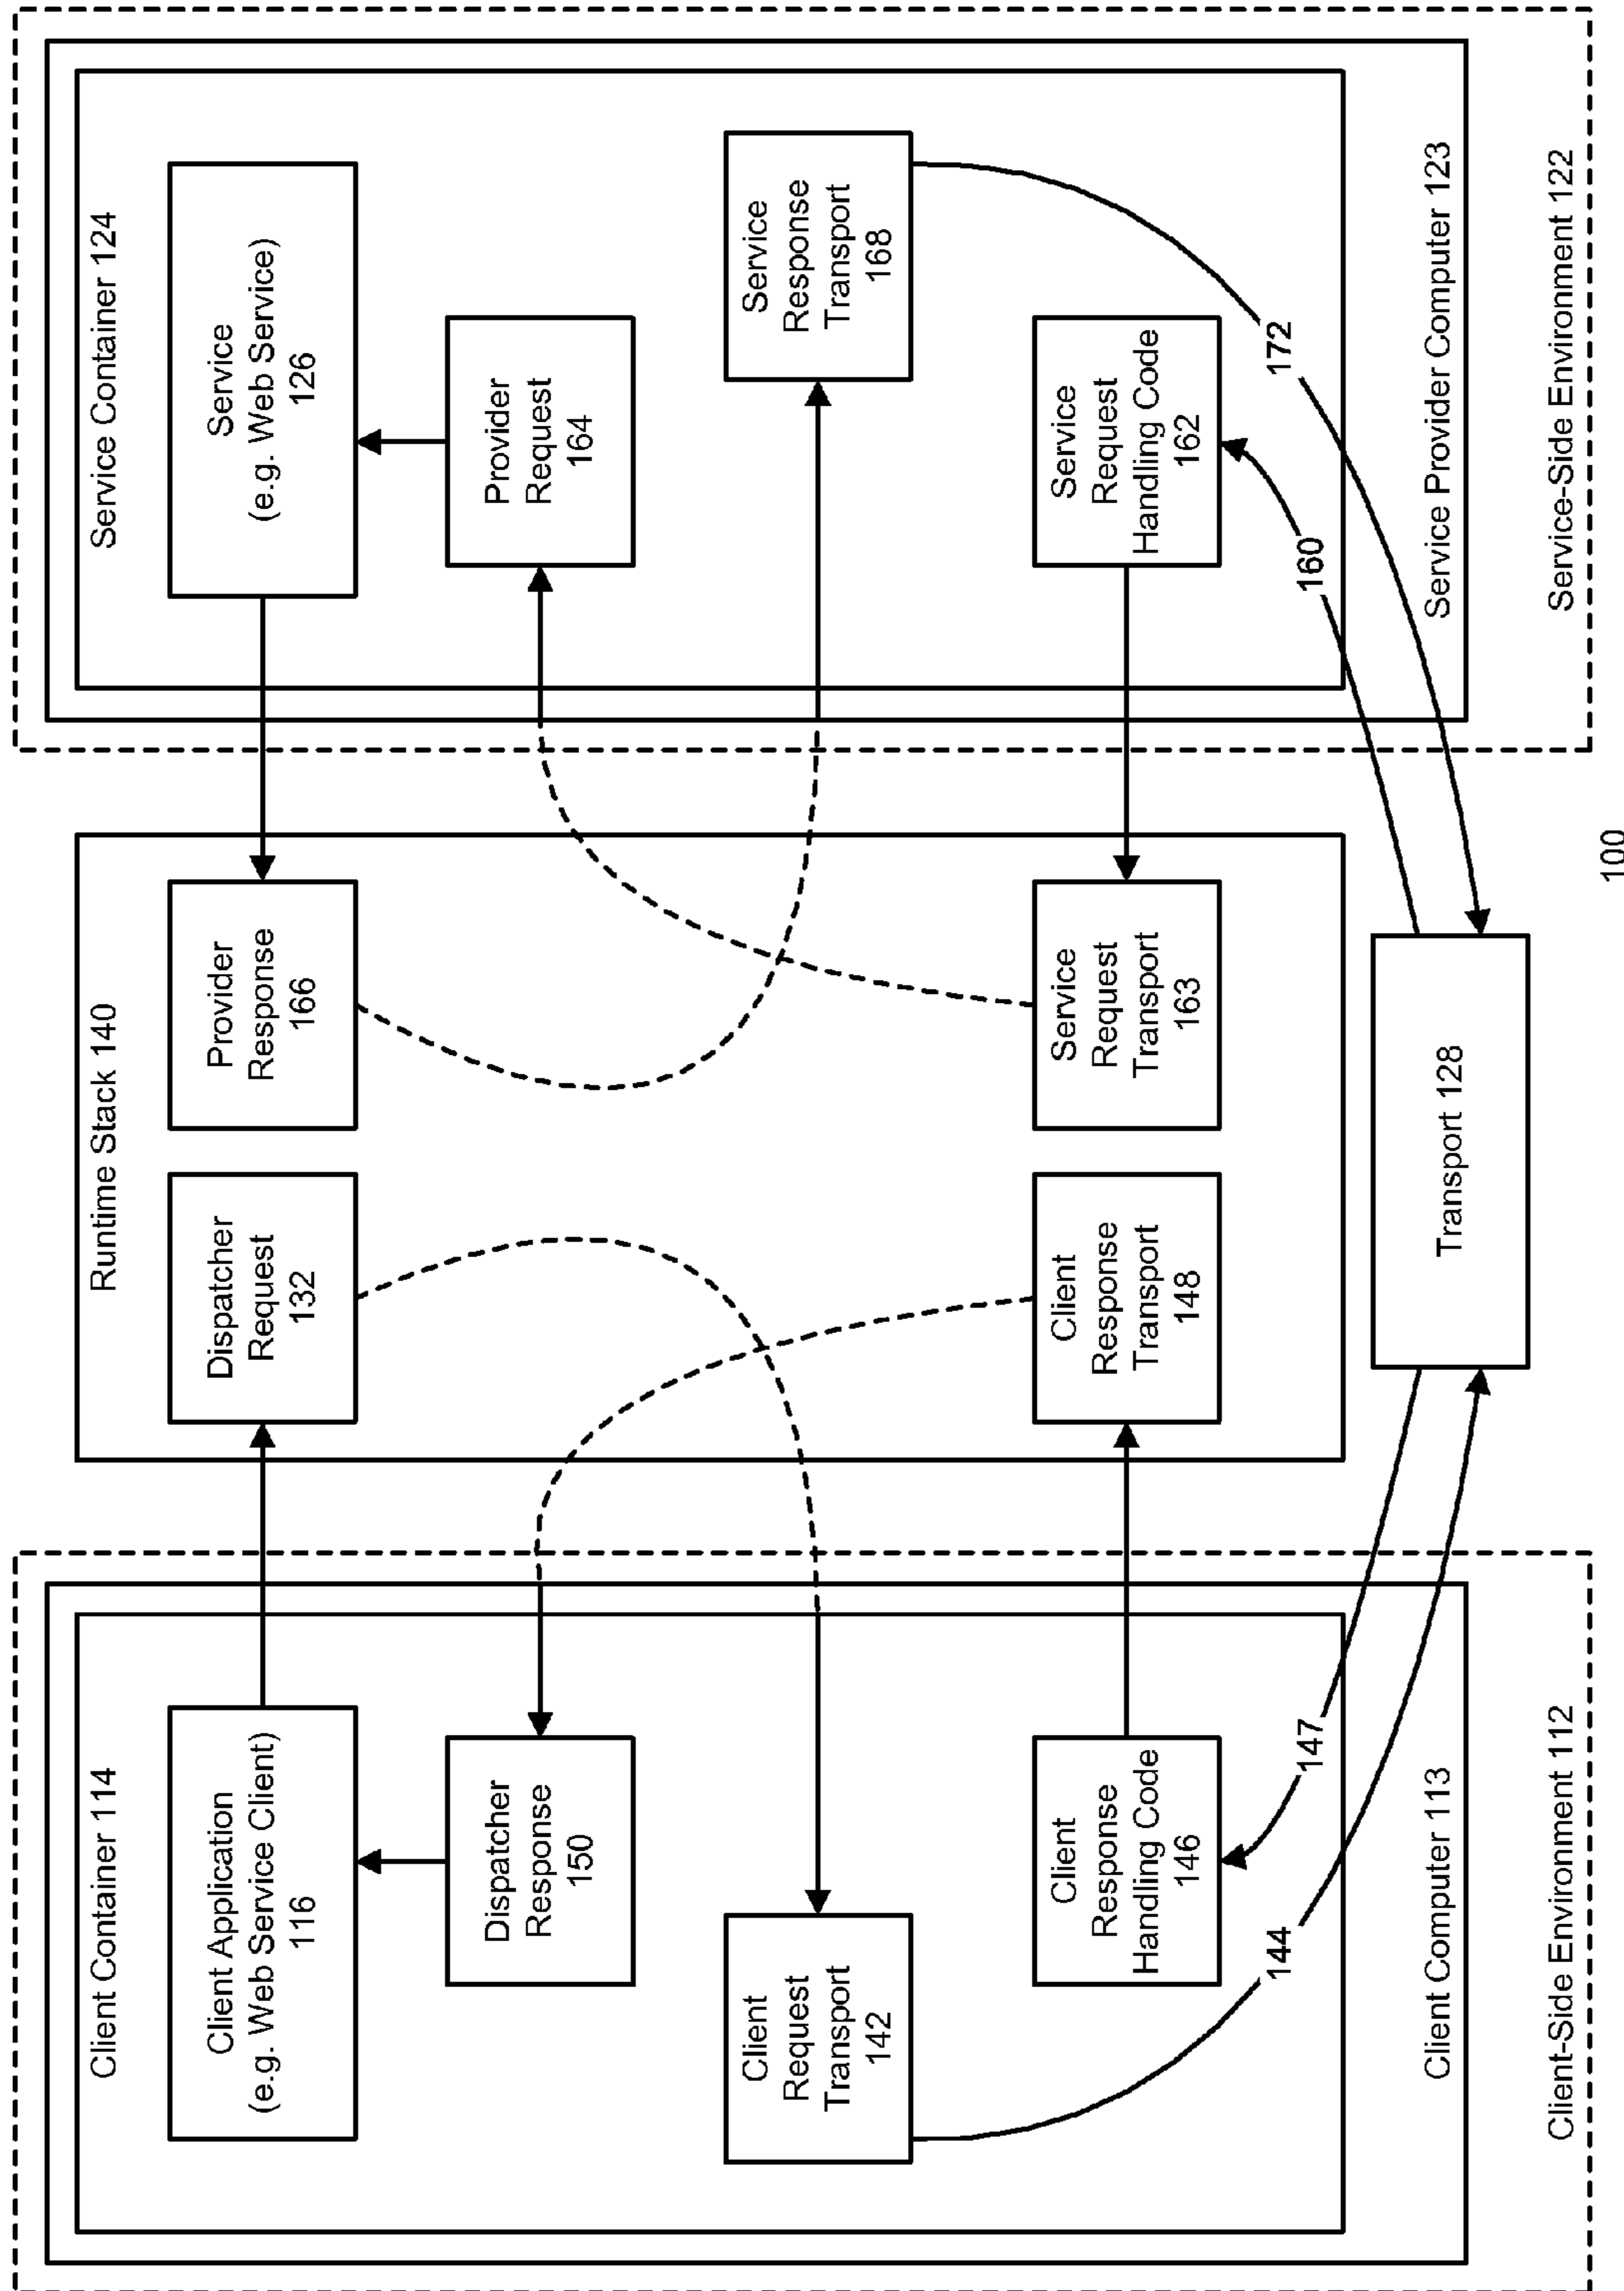 Client Container 114
Client Application
(e.g. Web Service Client)
116
Dispatcher
Response
150
Client
Request
Transport
142
Client
Response
Handling Code
146
147
144
Client Computer 113
Client-Side Environment 112
Runtime Stack 140
Dispatcher
Request
132
Provider
Response
166
Client
Response
Transport
148
Service
Request
Transport
163
Transport 128
Service Container 124
Service
(e.g. Web Service)
126
Provider
Request
164
Service
Response
Transport
168
Service
Request
Handling Code
162
160
172
Service Provider Computer 123
Service-Side Environment 122
100